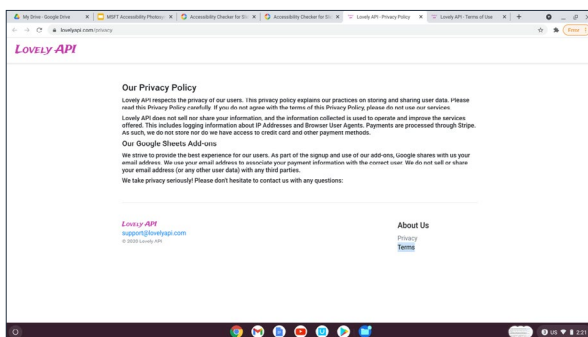 My Drive - Google Drive
MSFT Accessibility Photogr
Accessibility Checker for Sli
Accessibility Checker for Sli
Lovely API - Privacy Policy
Lovely API - Terms of Use
lovelyapi.com/privacy
Error
LOVELY API
Our Privacy Policy
Lovely API respects the privacy of our users. This privacy policy explains our practices on storing and sharing user data. Please
read this Privacy Policy carefully. If you do not agree with the terms of this Privacy Policy, please do not use our services.
Lovely API does not sell nor share your information, and the information collected is used to operate and improve the services
offered. This includes logging information about IP Addresses and Browser User Agents. Payments are processed through Stripe.
As such, we do not store nor do we have access to credit card and other payment methods.
Our Google Sheets Add-ons
We strive to provide the best experience for our users. As part of the signup and use of our add-ons, Google shares with us your
email address. We use your email address to associate your payment information with the correct user. We do not sell or share
your email address (or any other user data) with any third parties.
We take privacy seriously! Please don't hesitate to contact us with any questions:
LOVELY API
support@lovelyapi.com
© 2020 Lovely API
About Us
Privacy
Terms
US
2:21